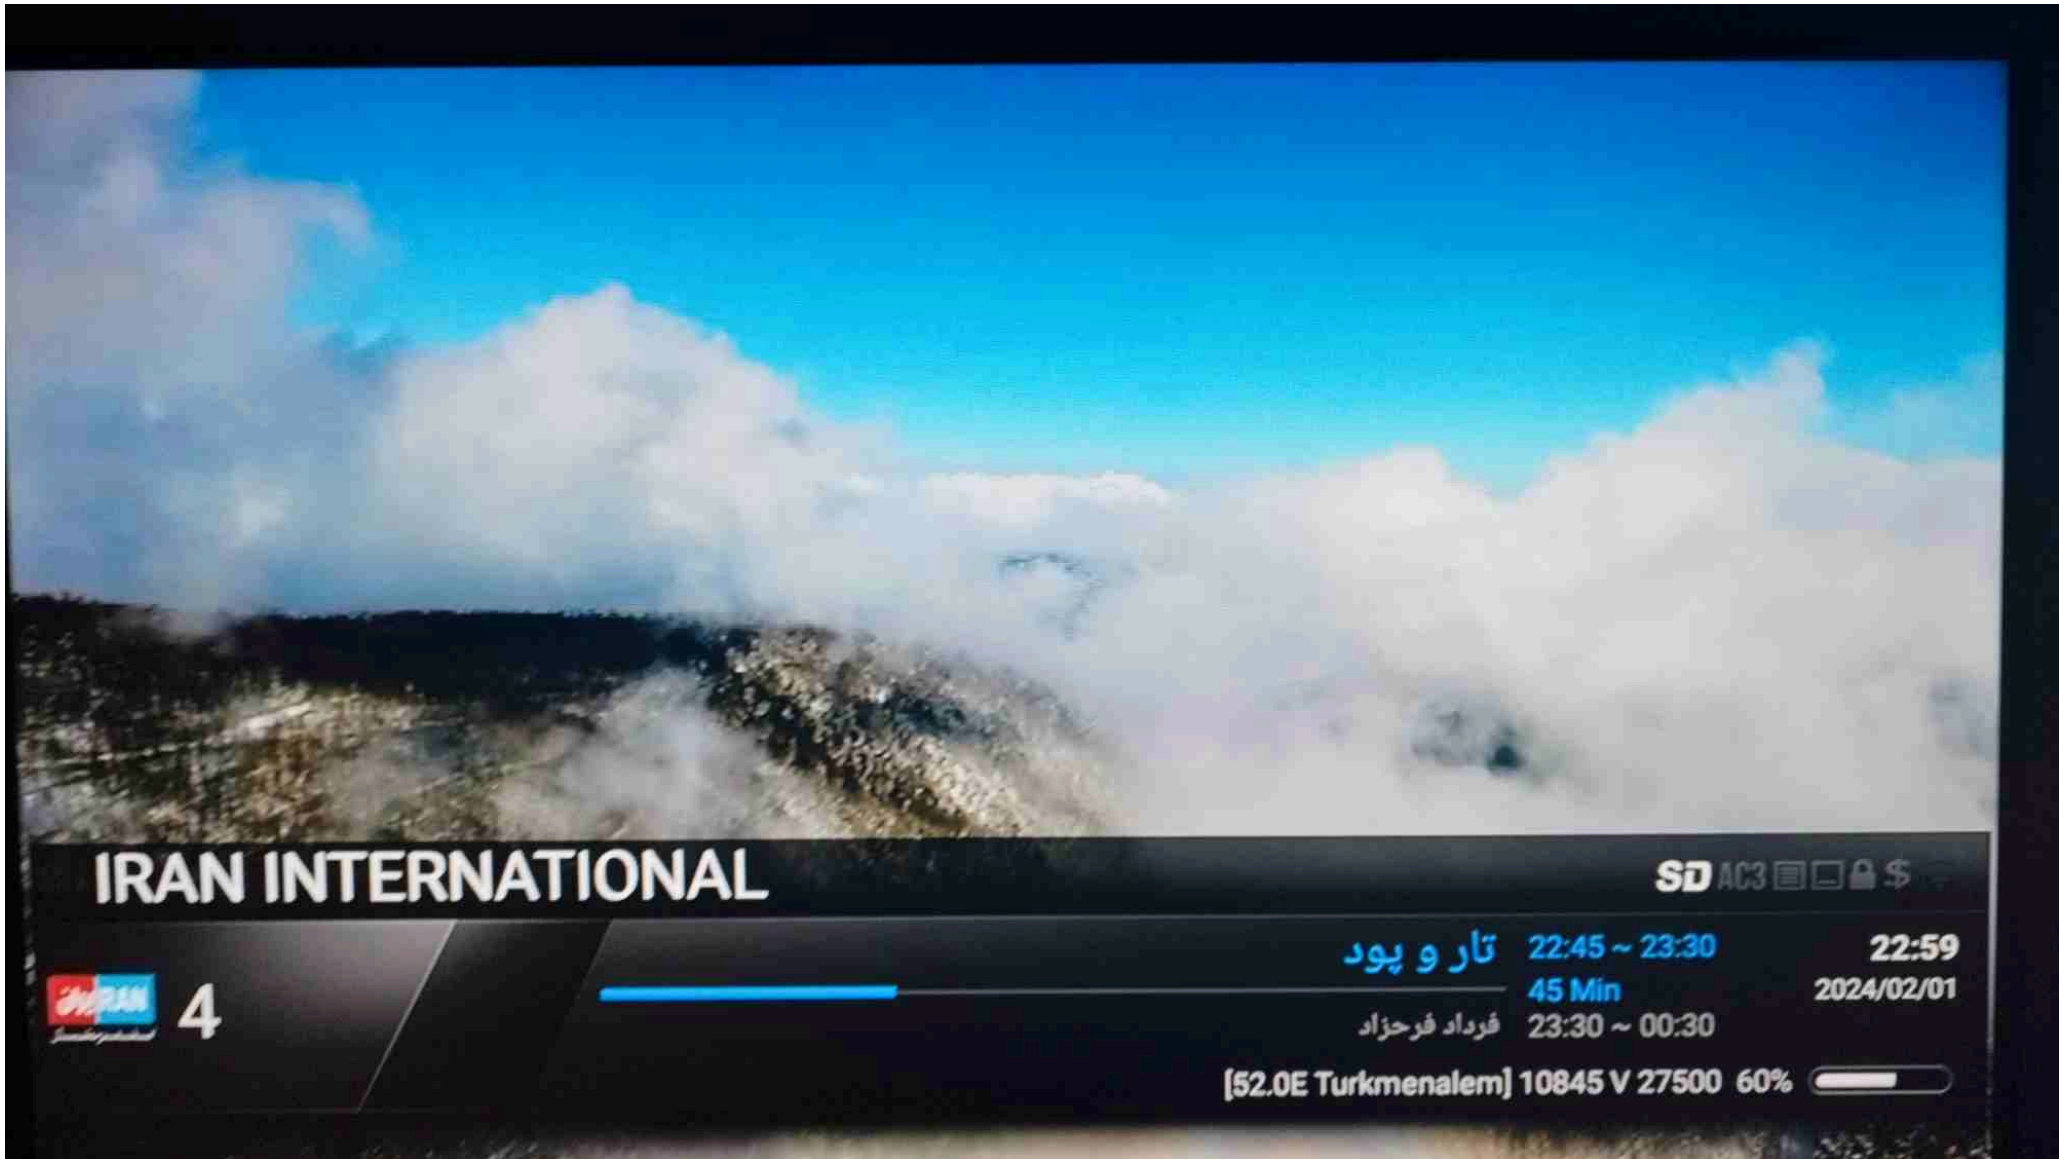 IRAN INTERNATIONAL
SD AC3 $
تار و پود 22:45 ~ 23:30 22:59
45 Min 2024/02/01
فرداد فرحزاد 23:30 ~ 00:30
IRAN
4
[52.0E Turkmenalem] 10845 V 27500 60%